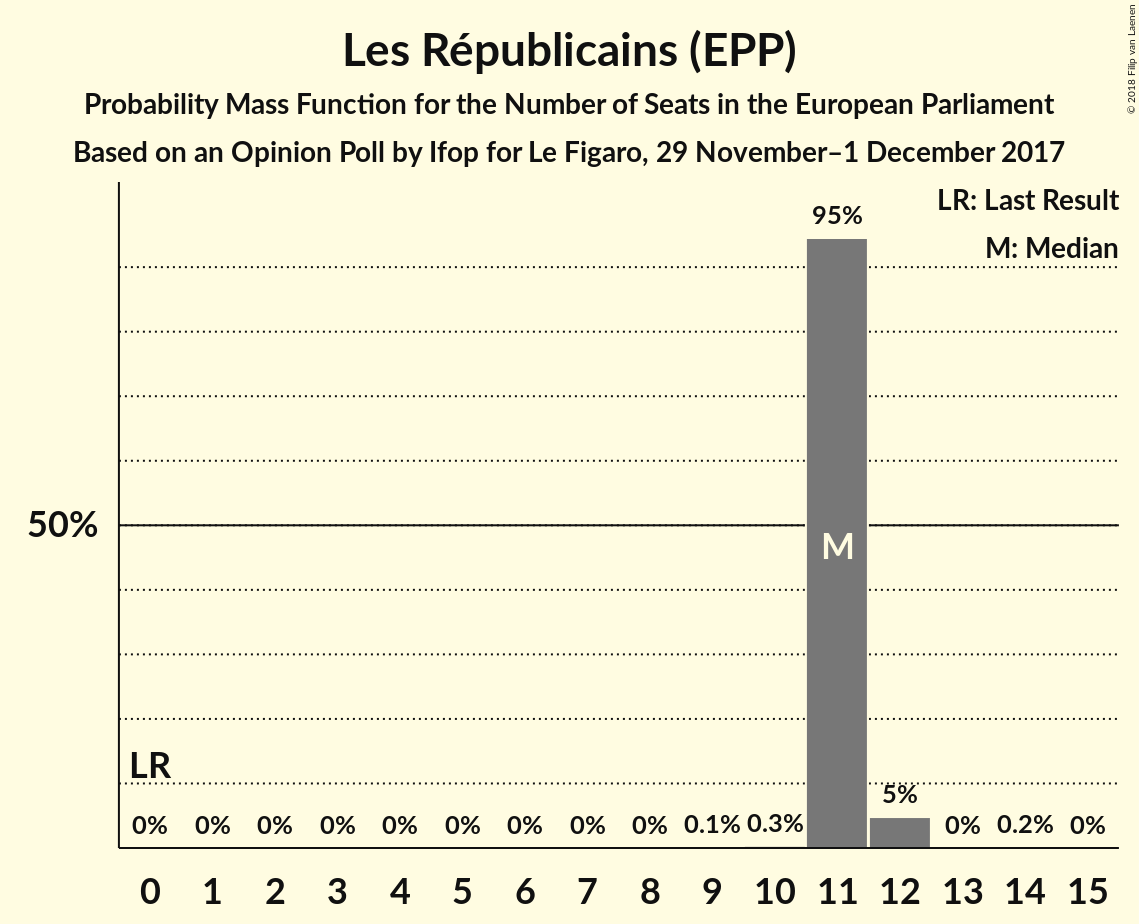 Les Républicains (EPP)
Probability Mass Function for the Number of Seats in the European Parliament
Based on an Opinion Poll by Ifop for Le Figaro, 29 November–1 December 2017
© 2018 Filip van Laenen
LR: Last Result
M: Median
95%
50%
M
LR
5%
0% 0% 0% 0% 0% 0% 0% 0% 0% 0.1% 0.3% 0% 0.2% 0%
0 1 2 3 4 5 6 7 8 9 10 11 12 13 14 15